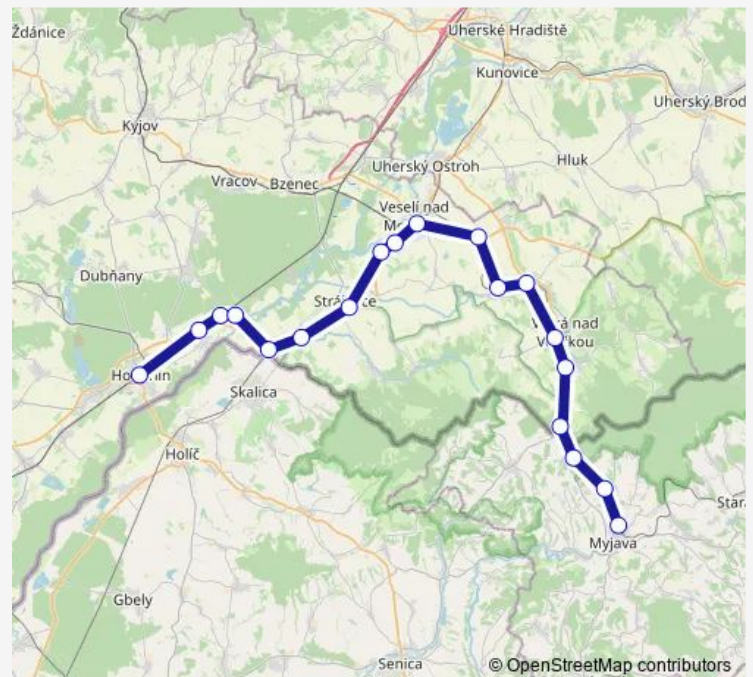 Ždánice
Uherské Hradiště
Kunovice
Uherský Brod
Kyjov
Uherský Ostroh
Hluk
Vracov
Bzenec
Veselí nad
Dubňany
Skalica
Holíč
Myjava
Gbely
Senica
© OpenStreetMap contributors